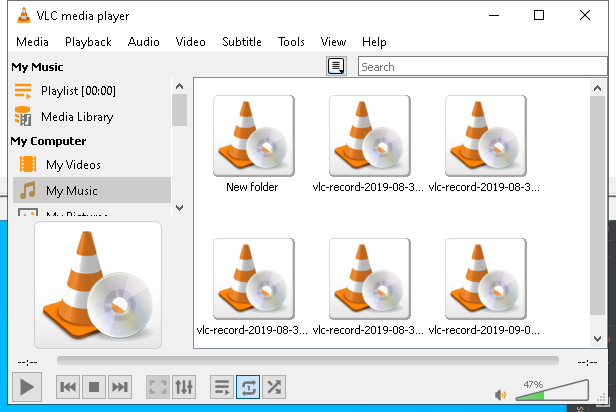 VLC media player
Media Playback Audio Video Subtitle Tools View Help
My Music
Search
Playlist [00:00]
Media Library
My Computer
My Videos
My Music
My Pictures
New folder
vlc-record-2019-08-3...
vlc-record-2019-08-3...
vlc-record-2019-08-3...
vlc-record-2019-08-3...
vlc-record-2019-09-0...
--:--
--:--
47%